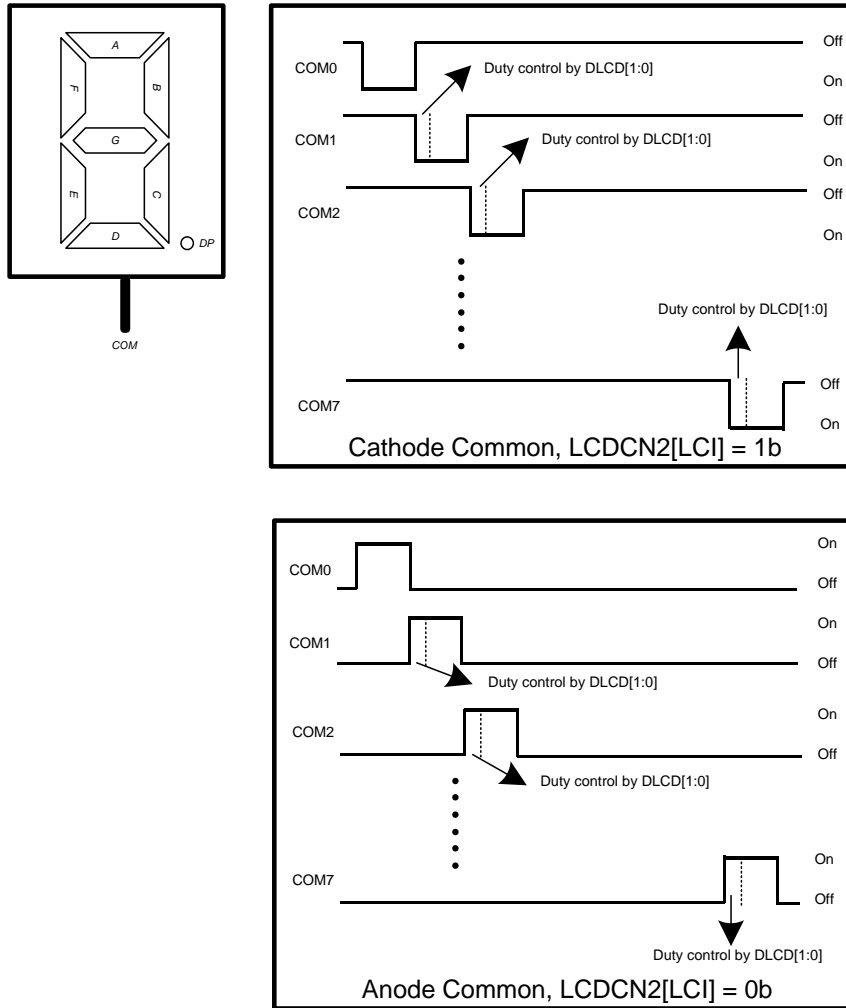 A
F
B
G
E
C
D
DP
COM
COM0
Off
Duty control by DLCD[1:0]
On
COM1
Off
Duty control by DLCD[1:0]
On
COM2
Off
On
Duty control by DLCD[1:0]
COM7
Off
On
Cathode Common, LCDCN2[LCI] = 1b
On
COM0
Off
On
COM1
Off
Duty control by DLCD[1:0]
On
COM2
Off
Duty control by DLCD[1:0]
On
COM7
Off
Duty control by DLCD[1:0]
Anode Common, LCDCN2[LCI] = 0b